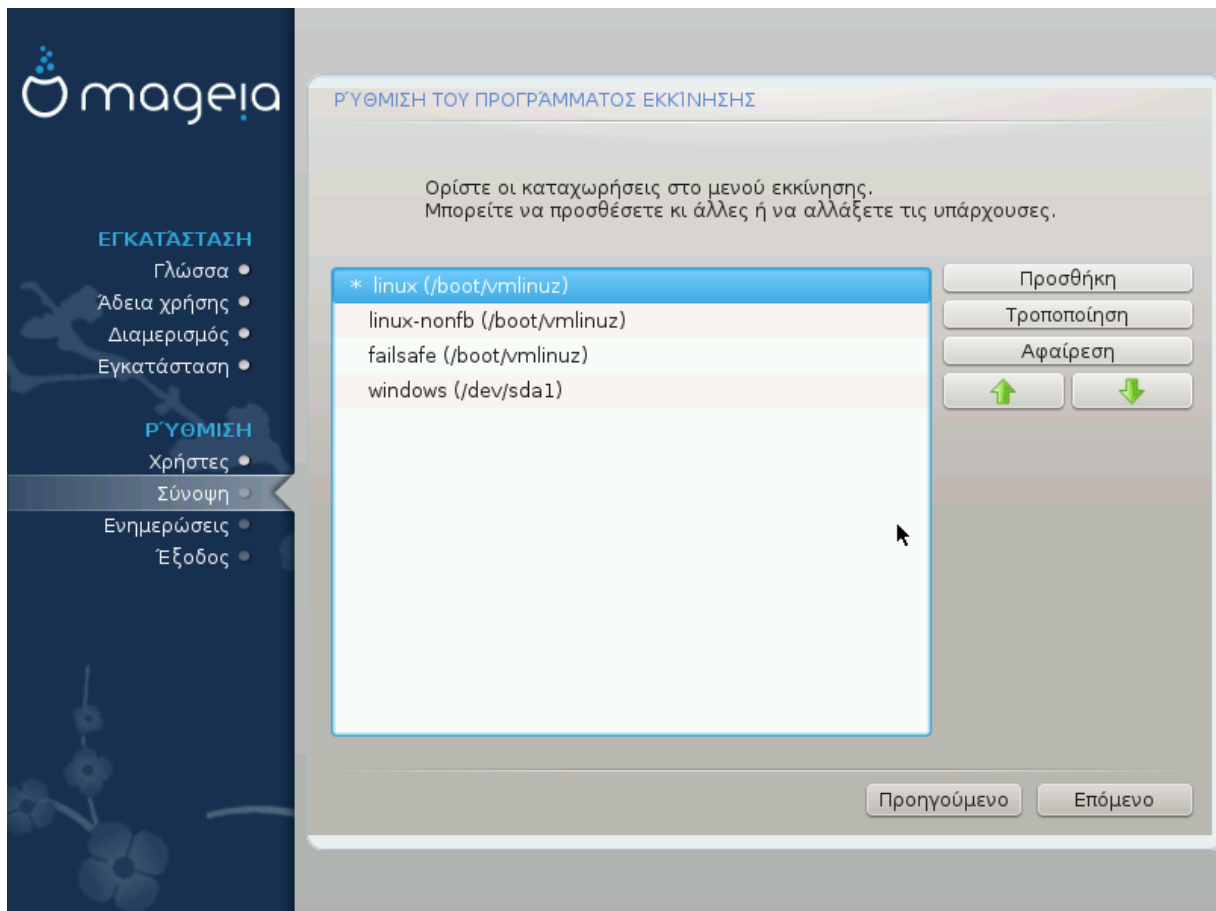 mageia
ΕΓΚΑΤΆΣΤΑΣΗ
Γλώσσα
Άδεια χρήσης
Διαμερισμός
Εγκατάσταση
ΡΎΘΜΙΣΗ
Χρήστες
Σύνοψη
Ενημερώσεις
Έξοδος
ΡΎΘΜΙΣΗ ΤΟΥ ΠΡΟΓΡΆΜΜΑΤΟΣ ΕΚΚΊΝΗΣΗΣ
Ορίστε οι καταχωρήσεις στο μενού εκκίνησης.
Μπορείτε να προσθέσετε κι άλλες ή να αλλάξετε τις υπάρχουσες.
* linux (/boot/vmlinuz)
linux-nonfb (/boot/vmlinuz)
failsafe (/boot/vmlinuz)
windows (/dev/sda1)
Προσθήκη
Τροποποίηση
Αφαίρεση
Προηγούμενο
Επόμενο